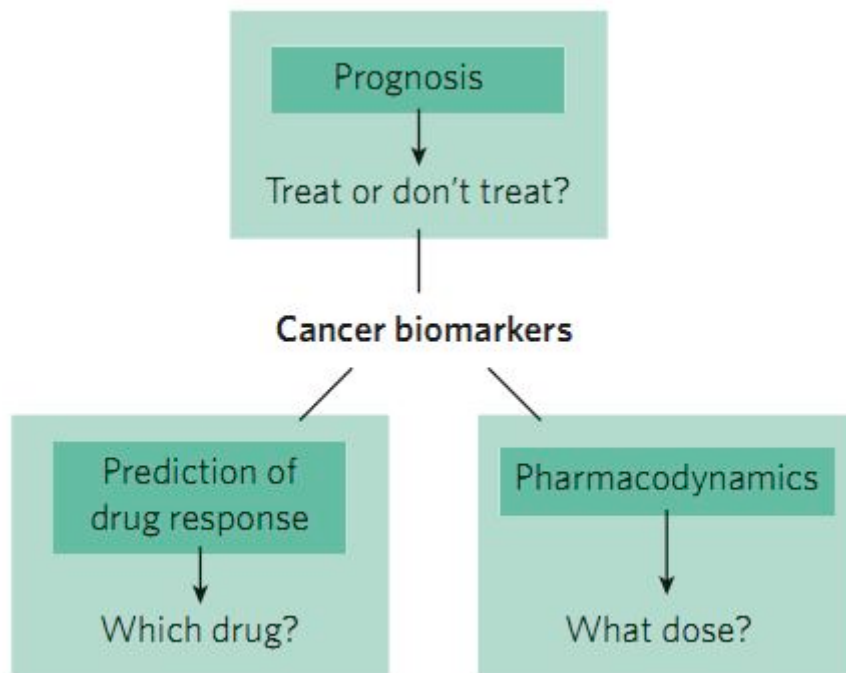 Prognosis
Treat or don’t treat?
Cancer biomarkers
Prediction of
drug response
Which drug?
Pharmacodynamics
What dose?